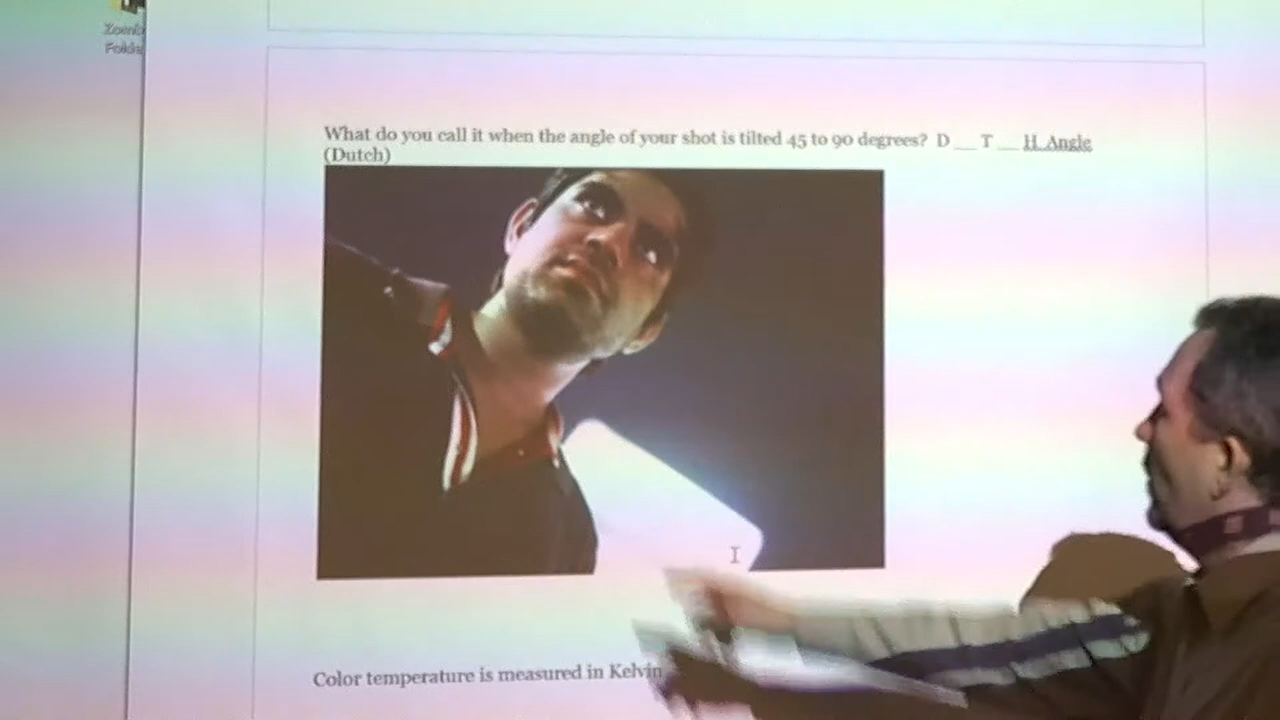 What do you call it when the angle of your shot is tilted 45 to 90 degrees? D __ T __ H Angle
(Dutch)
Color temperature is measured in Kelvin